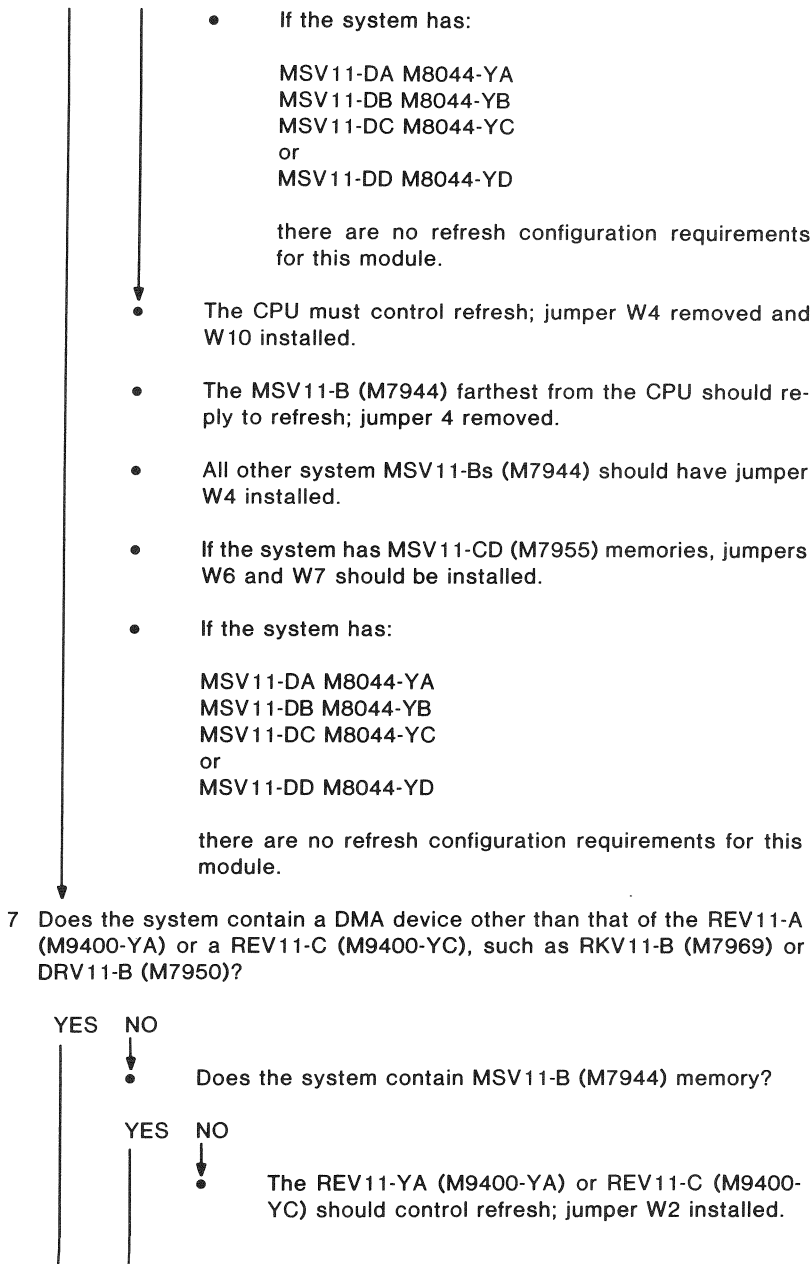 • If the system has:
MSV11-DA M8044-YA
MSV11-DB M8044-YB
MSV11-DC M8044-YC
or
MSV11-DD M8044-YD
there are no refresh configuration requirements
for this module.
• The CPU must control refresh; jumper W4 removed and
W10 installed.
• The MSV11-B (M7944) farthest from the CPU should re-
ply to refresh; jumper 4 removed.
• All other system MSV11-Bs (M7944) should have jumper
W4 installed.
• If the system has MSV11-CD (M7955) memories, jumpers
W6 and W7 should be installed.
• If the system has:
MSV11-DA M8044-YA
MSV11-DB M8044-YB
MSV11-DC M8044-YC
or
MSV11-DD M8044-YD
there are no refresh configuration requirements for this
module.
7 Does the system contain a DMA device other than that of the REV11-A
(M9400-YA) or a REV11-C (M9400-YC), such as RKV11-B (M7969) or
DRV11-B (M7950)?
YES NO
• Does the system contain MSV11-B (M7944) memory?
YES NO
• The REV11-YA (M9400-YA) or REV11-C (M9400-
YC) should control refresh; jumper W2 installed.